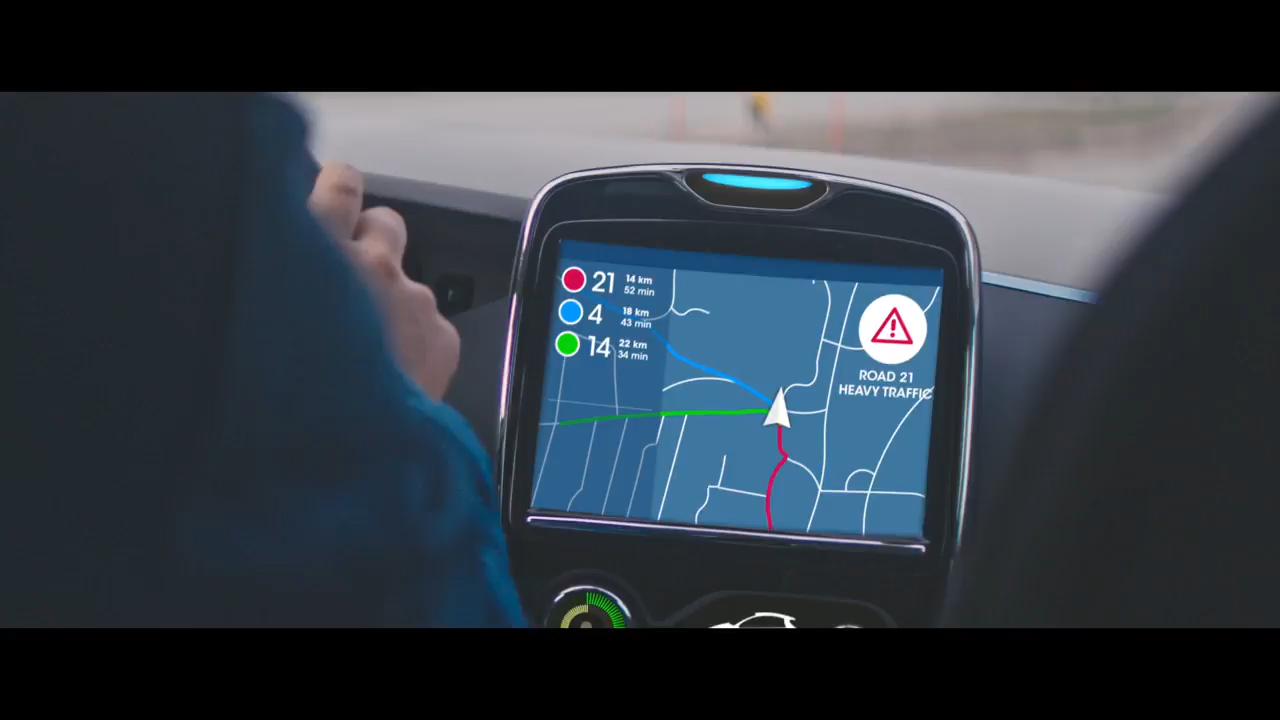 21 14 km
52 min
4 18 km
43 min
14 22 km
34 min
ROAD 21
HEAVY TRAFFIC